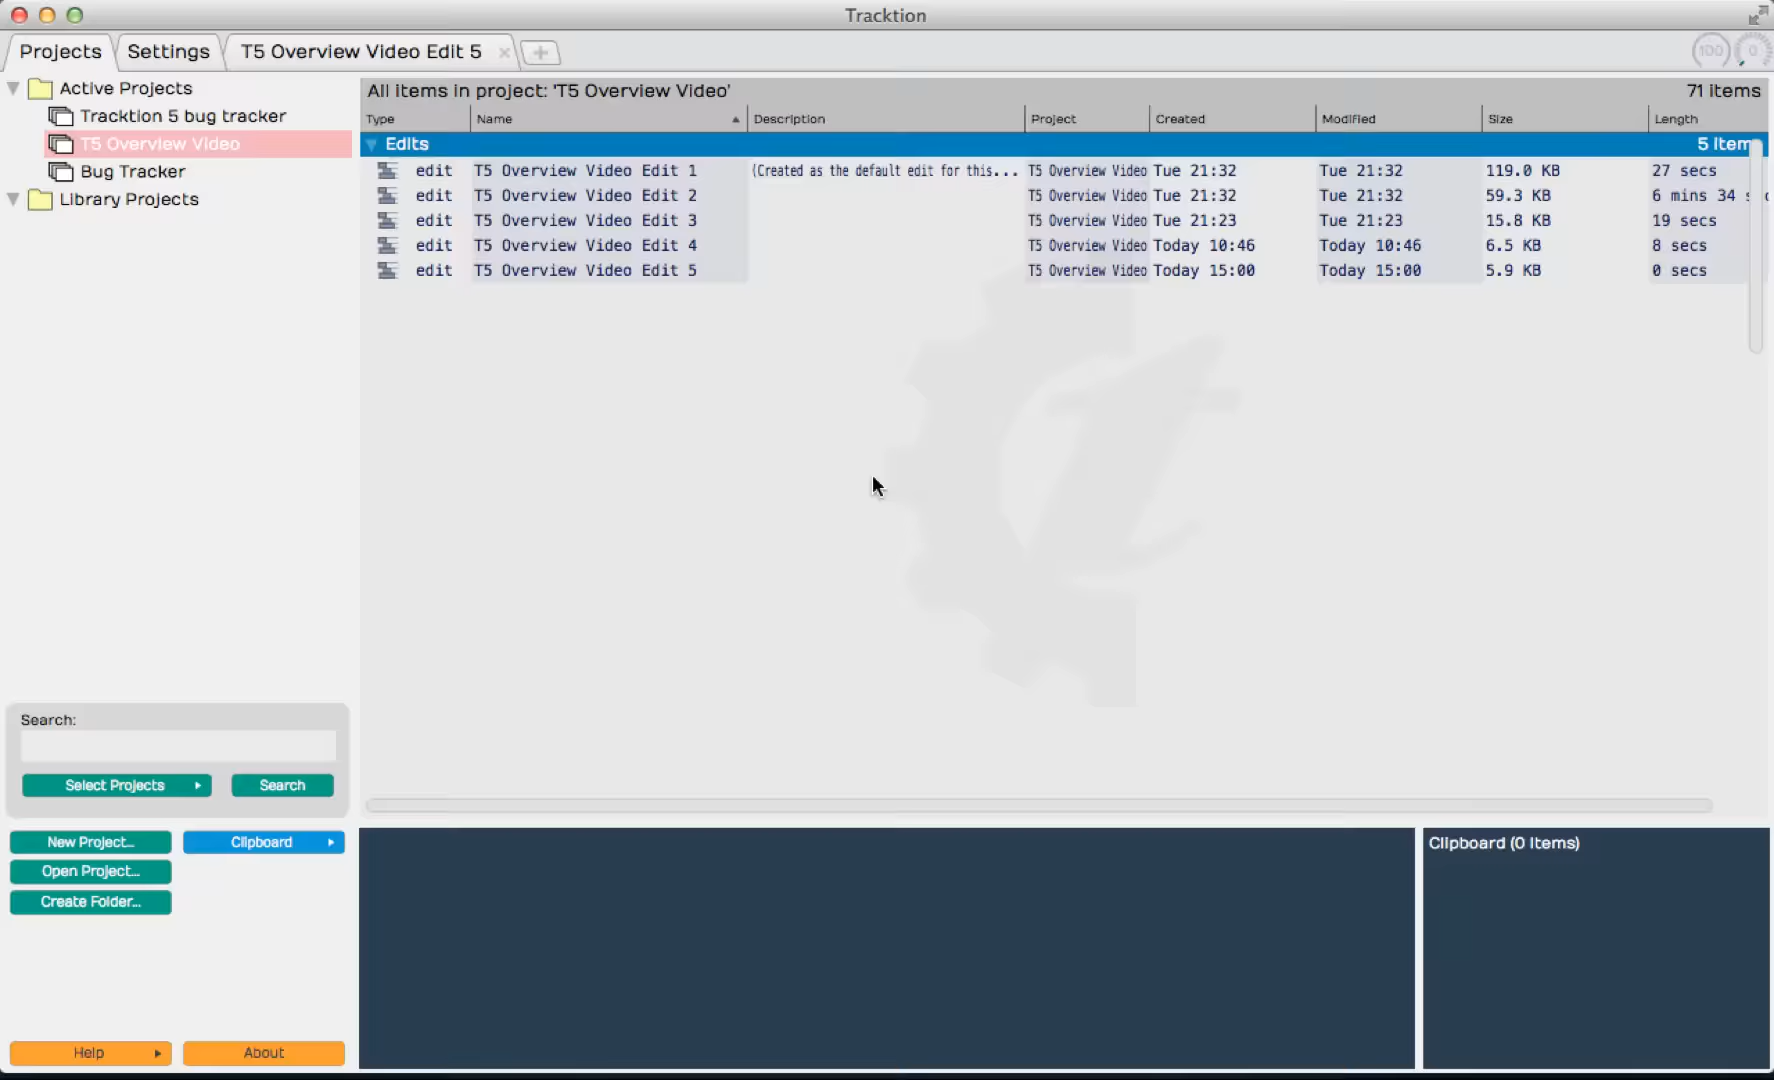 Tracktion
Projects Settings T5 Overview Video Edit 5 × + 100 0
Active Projects
Tracktion 5 bug tracker
T5 Overview Video
Bug Tracker
Library Projects
All items in project: 'T5 Overview Video' 71 items
Type Name Description Project Created Modified Size Length
Edits 5 Item
edit T5 Overview Video Edit 1 (Created as the default edit for this... T5 Overview Video Tue 21:32 Tue 21:32 119.0 KB 27 secs
edit T5 Overview Video Edit 2 T5 Overview Video Tue 21:32 Tue 21:32 59.3 KB 6 mins 34 s
edit T5 Overview Video Edit 3 T5 Overview Video Tue 21:23 Tue 21:23 15.8 KB 19 secs
edit T5 Overview Video Edit 4 T5 Overview Video Today 10:46 Today 10:46 6.5 KB 8 secs
edit T5 Overview Video Edit 5 T5 Overview Video Today 15:00 Today 15:00 5.9 KB 0 secs
Search:
Select Projects Search
New Project... Clipboard
Open Project...
Create Folder...
Help About
Clipboard (0 Items)